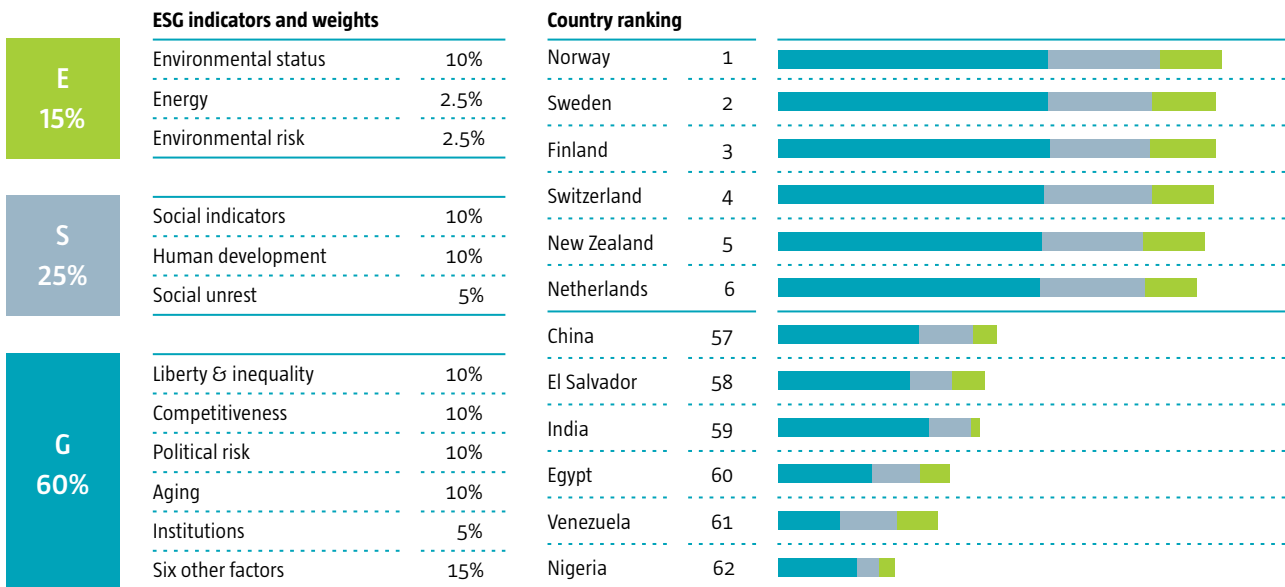 ESG indicators and weights
E
15%
Environmental status 10%
Energy 2.5%
Environmental risk 2.5%
S
25%
Social indicators 10%
Human development 10%
Social unrest 5%
G
60%
Liberty & inequality 10%
Competitiveness 10%
Political risk 10%
Aging 10%
Institutions 5%
Six other factors 15%
Country ranking
Norway 1
Sweden 2
Finland 3
Switzerland 4
New Zealand 5
Netherlands 6
China 57
El Salvador 58
India 59
Egypt 60
Venezuela 61
Nigeria 62